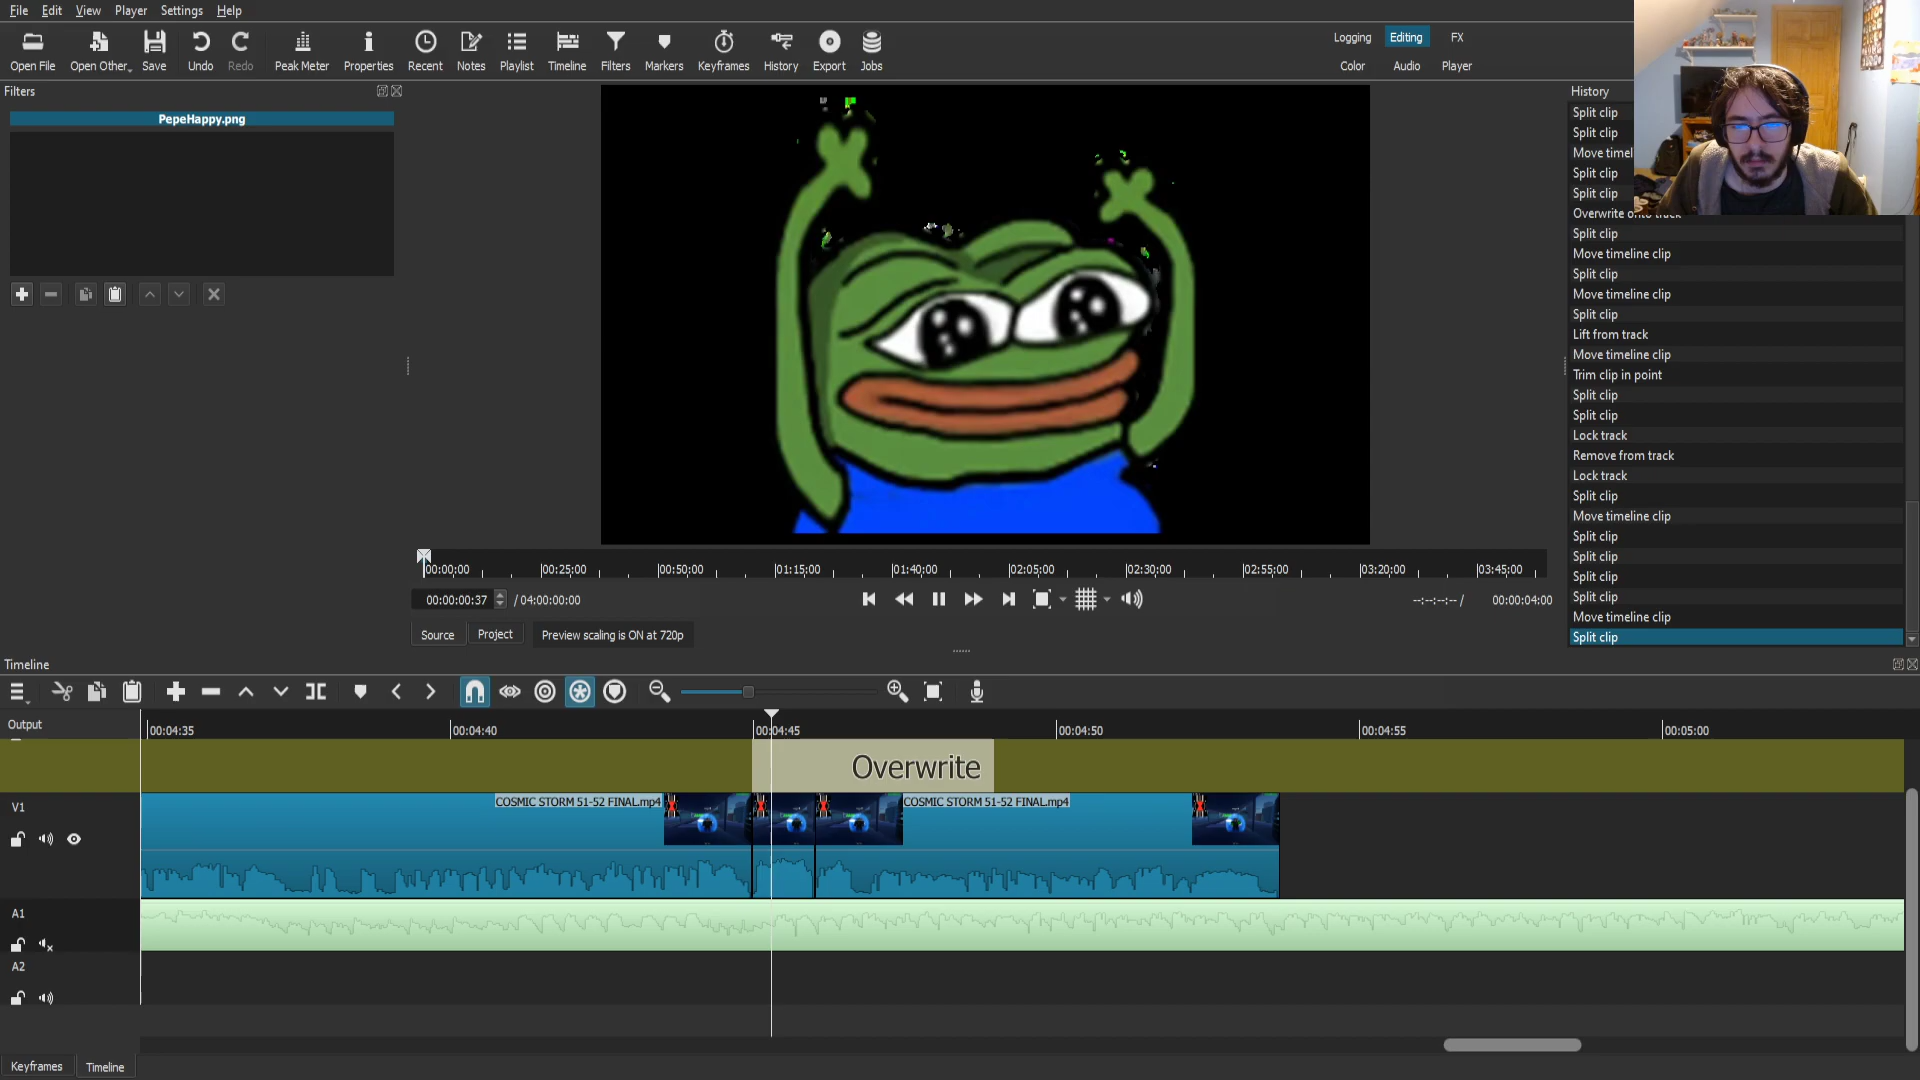 File Edit View Player Settings Help
Open File Open Other Save Undo Redo Peak Meter Properties Recent Notes Playlist Timeline Filters Markers Keyframes History Export Jobs
Logging Editing FX
Color Audio Player
Filters
PepeHappy.png
History
Split clip
Split clip
Move timel
Split clip
Split clip
Overwrite onto track
Split clip
Move timeline clip
Split clip
Move timeline clip
Split clip
Lift from track
Move timeline clip
Trim clip in point
Split clip
Split clip
Lock track
Remove from track
Lock track
Split clip
Move timeline clip
Split clip
Split clip
Split clip
Split clip
Move timeline clip
Split clip
00:00:00 00:25:00 00:50:00 01:15:00 01:40:00 02:05:00 02:30:00 02:55:00 03:20:00 03:45:00
00:00:00:37 / 04:00:00:00
--:--:--:-- / 00:00:04:00
Source Project Preview scaling is ON at 720p
Timeline
Output
00:04:35 00:04:40 00:04:45 00:04:50 00:04:55 00:05:00
Overwrite
V1
COSMIC STORM 51-52 FINAL.mp4 COSMIC STORM 51-52 FINAL.mp4
A1
A2
Keyframes Timeline